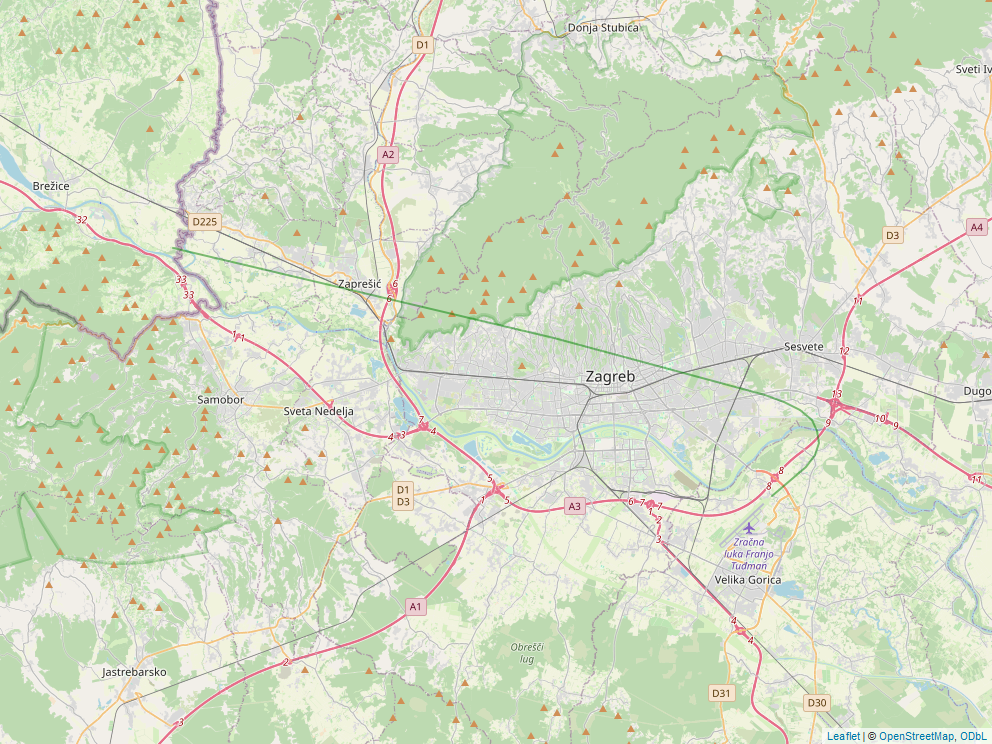 Donja Stubica
D1
Sveti Iv
A2
Brežice
32
D225
D3
A4
33
6
Zaprešić
6
33
11
1
1
Sesvete
12
Zagreb
Samobor
Sveta Nedelja
13
Dugo
7
4
3
4
9
10
9
5
8
8
11
D1
D3
1
5
A3
6
7
7
1
2
3
Zračna
luka Franjo
Tuđman
Velika Gorica
A1
4
4
Obrešči
lug
2
Jastrebarsko
D31
D30
3
Leaflet | © OpenStreetMap, ODbL